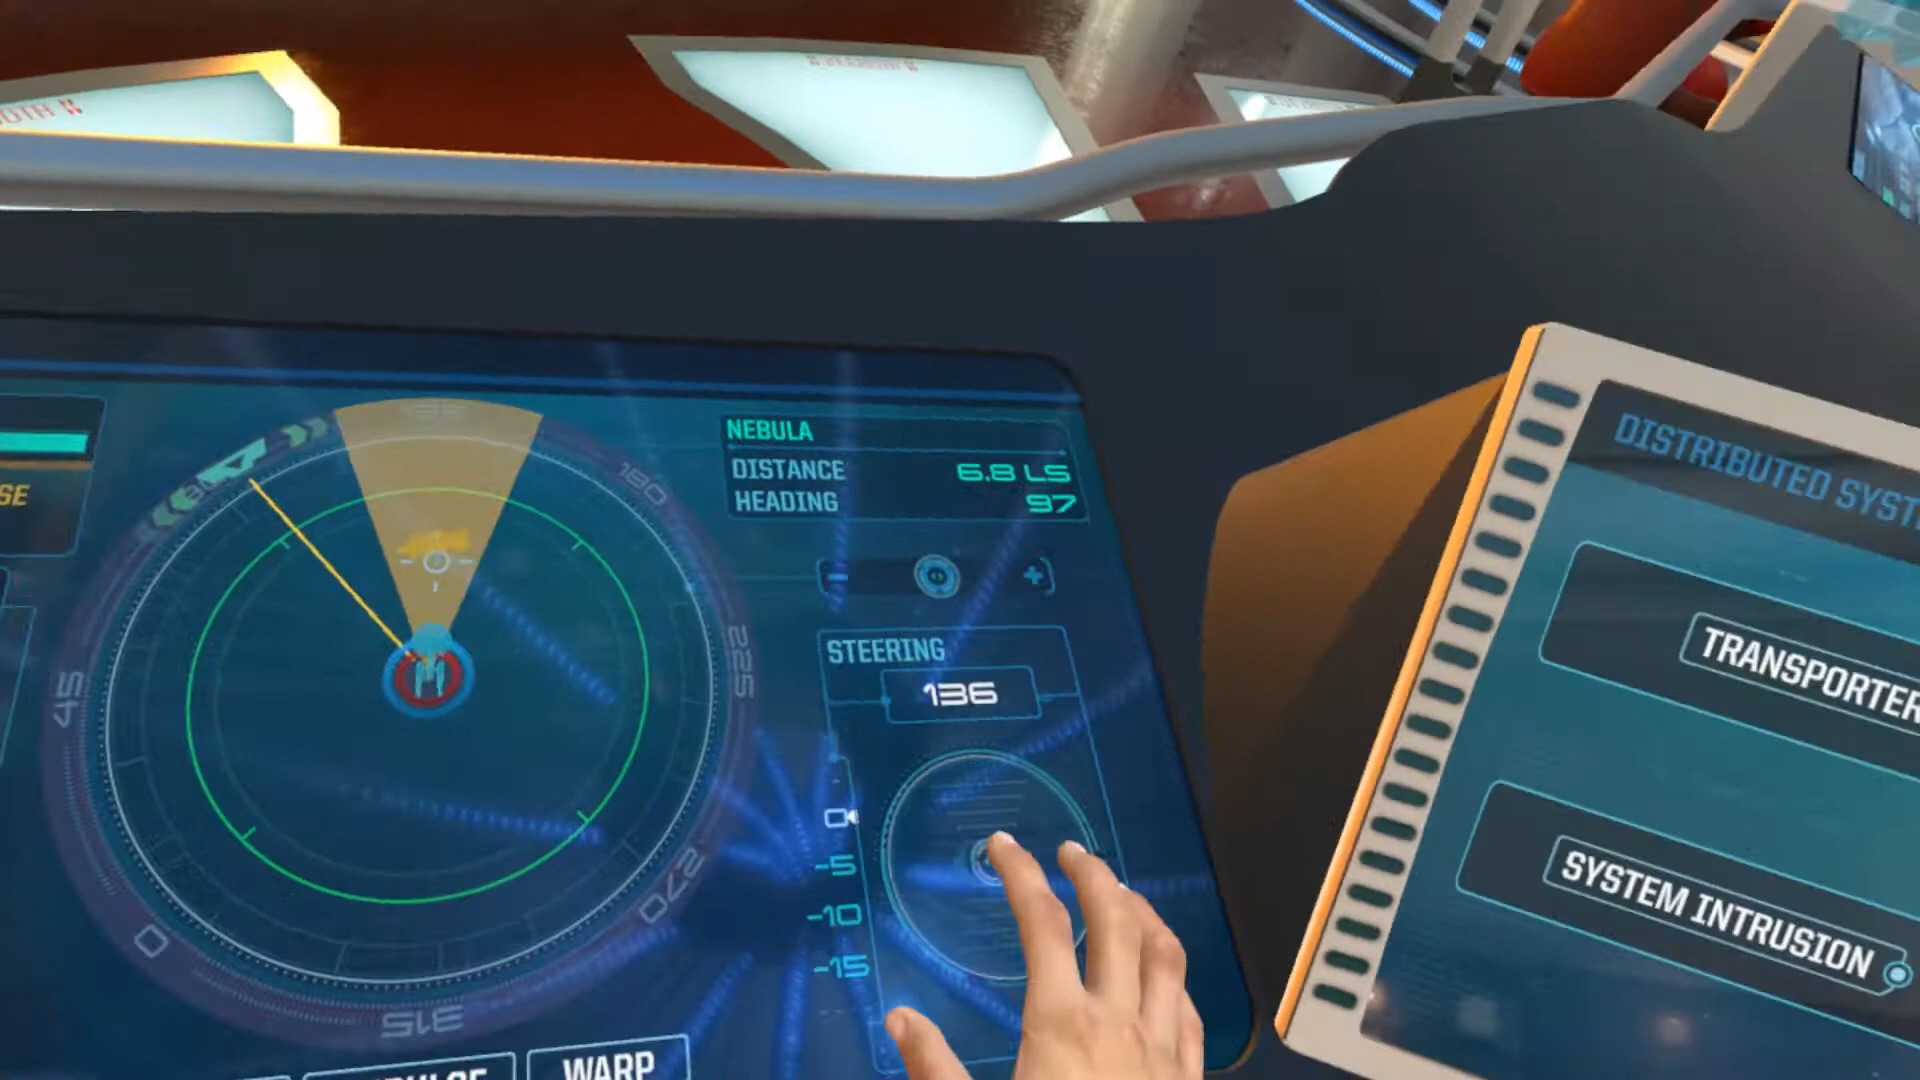 NEBULA
DISTANCE 6.8 LS
HEADING 97
180
225
STEERING
136
45
-5
-10
-15
270
0
315
WARP
DISTRIBUTED SYST
TRANSPORTER
SYSTEM INTRUSION